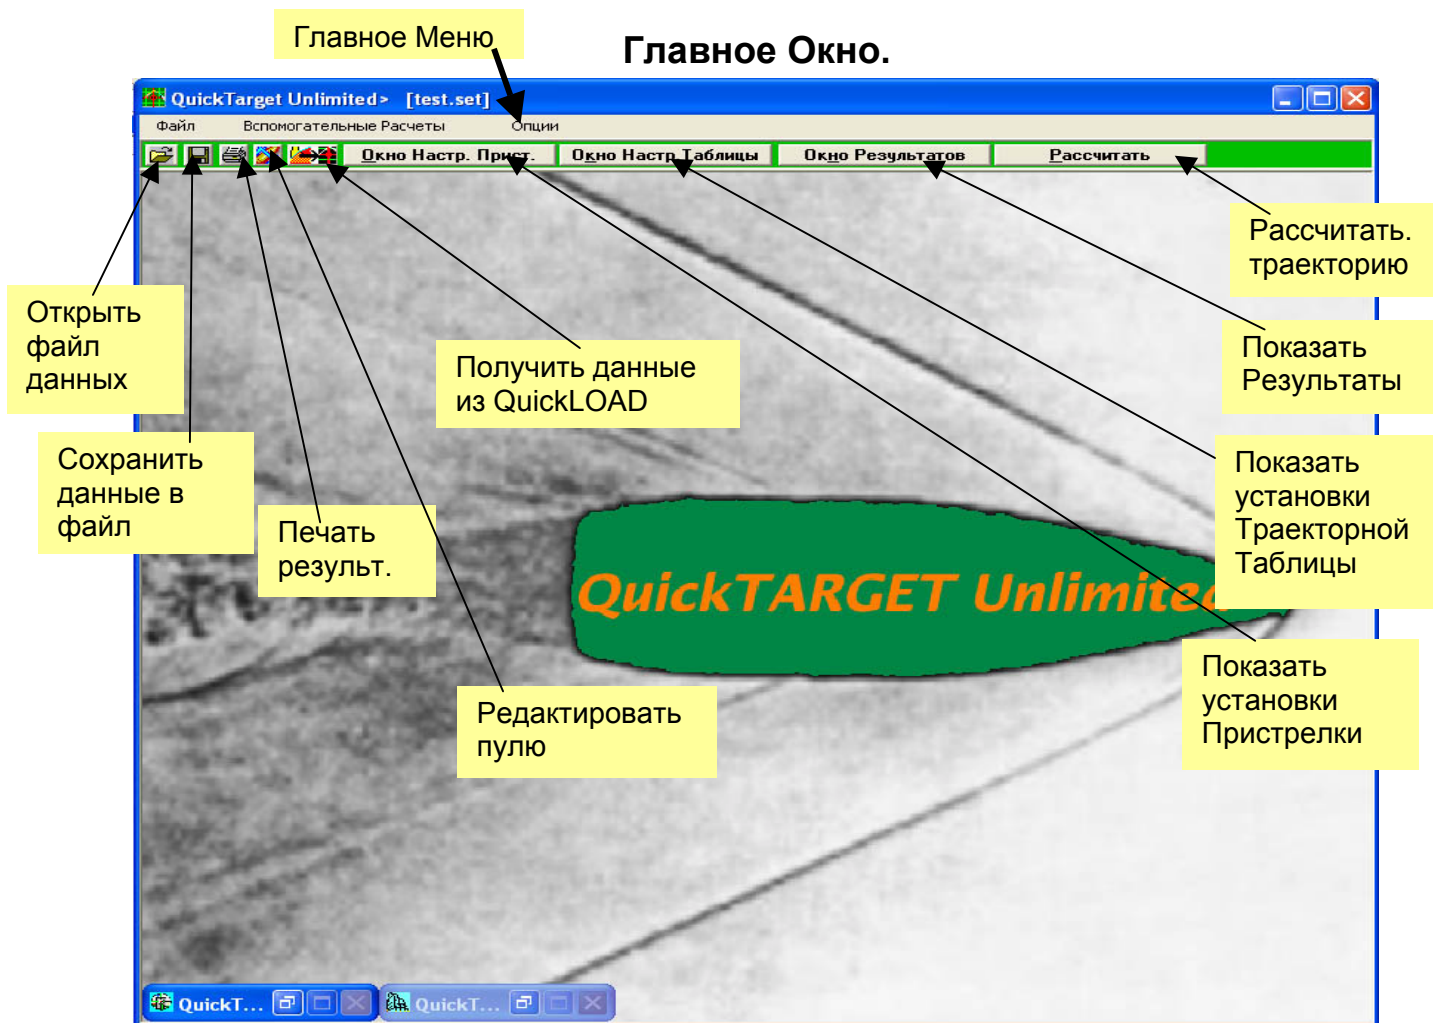 Главное Меню
Главное Окно.
QuickTarget Unlimited> [test.set]
Файл Вспомогательные Расчеты Опции
Окно Настр. Прист. Окно Настр Таблицы Окно Результатов Рассчитать
Рассчитать.
траекторию
Открыть
файл
данных
Получить данные
из QuickLOAD
Показать
Результаты
Сохранить
данные в
файл
Показать
установки
Траекторной
Таблицы
Печать
результ.
QuickTARGET Unlimited
Показать
установки
Пристрелки
Редактировать
пулю
QuickT... QuickT...